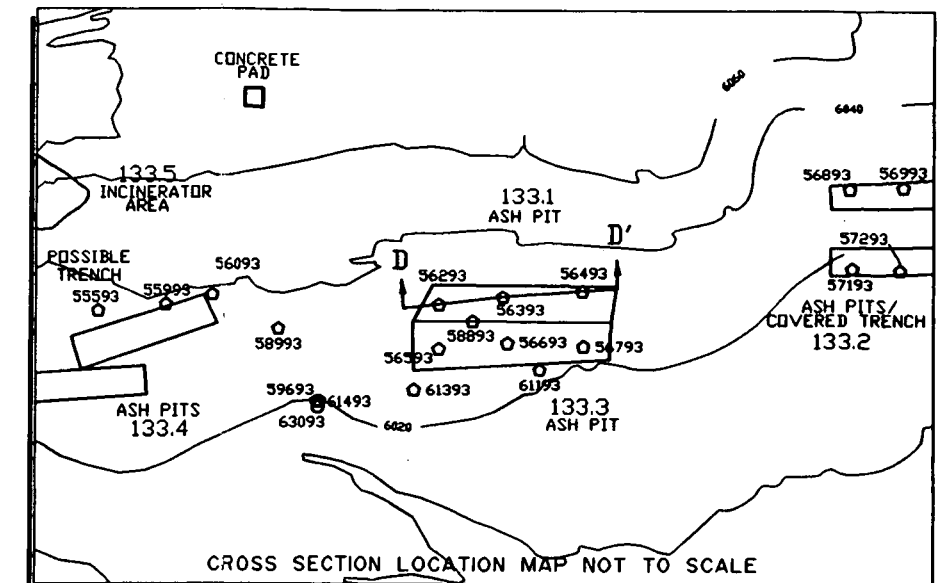 CONCRETE
PAD
6060
6040
133.5
INCINERATOR
AREA
133.1
ASH PIT
56893 56993
D D'
57293
POSSIBLE
TRENCH
56093
56293
56493
55593
55993
56393
57193
ASH PITS/
COVERED TRENCH
133.2
58993
58893
56593
56693
56793
59693
61493
61393
61193
63093
6020
ASH PITS
133.4
133.3
ASH PIT
CROSS SECTION LOCATION MAP NOT TO SCALE